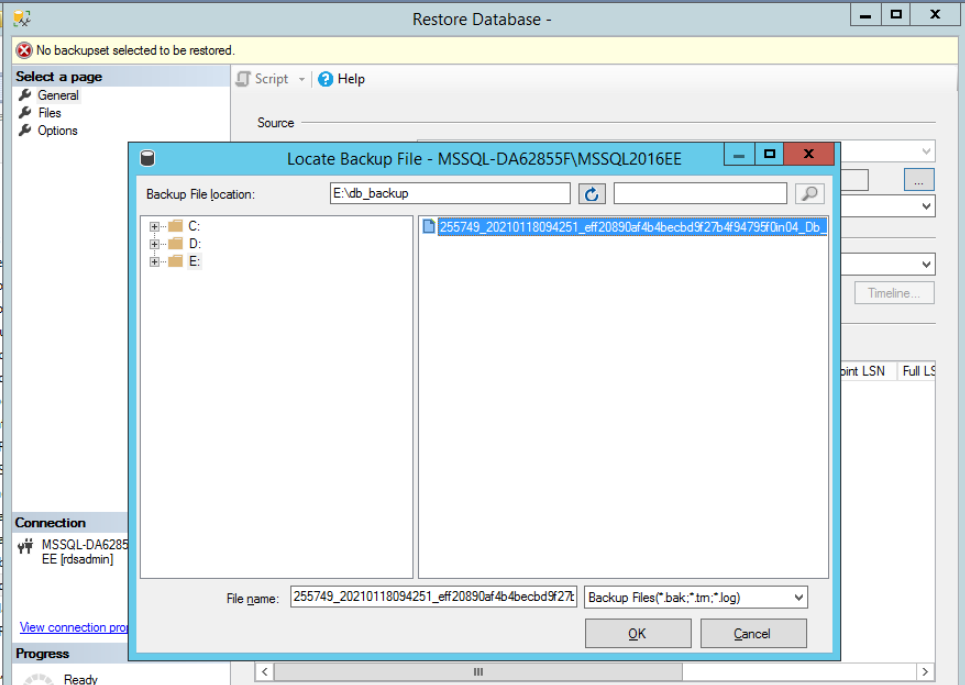 Restore Database -
No backupset selected to be restored.
Select a page
General
Files
Options
Script
Help
Source
...
Timeline...
oint LSN
Full LS
Locate Backup File - MSSQL-DA62855F\MSSQL2016EE
Backup File location:
E:\db_backup
C:
D:
E:
255749_20210118094251_eff20890af4b4becbd9f27b4f94795f0in04_Db_
File name:
255749_20210118094251_eff20890af4b4becbd9f27b
Backup Files(*.bak;*.trn;*.log)
OK
Cancel
Connection
MSSQL-DA6285
EE [rdsadmin]
View connection prop
Progress
Ready